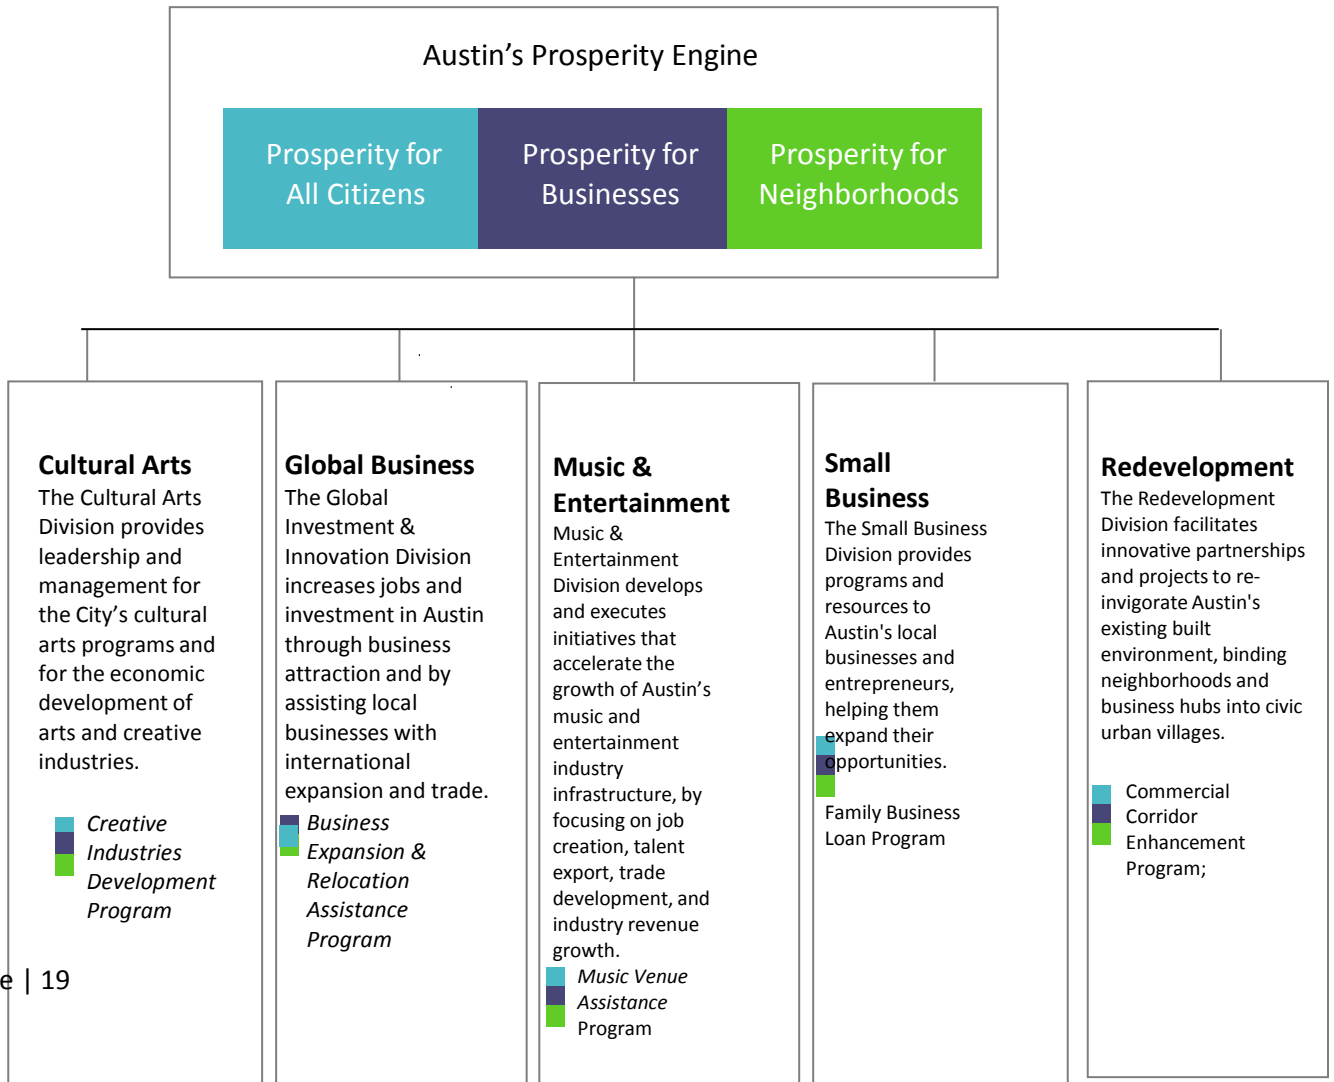 Austin’s Prosperity Engine
Prosperity for
All Citizens
Prosperity for
Businesses
Prosperity for
Neighborhoods
Cultural Arts
The Cultural Arts
Division provides
leadership and
management for
the City’s cultural
arts programs and
for the economic
development of
arts and creative
industries.
Creative
Industries
Development
Program
Global Business
The Global
Investment &
Innovation Division
increases jobs and
investment in Austin
through business
attraction and by
assisting local
businesses with
international
expansion and trade.
Business
Expansion &
Relocation
Assistance
Program
Music &
Entertainment
Music &
Entertainment
Division develops
and executes
initiatives that
accelerate the
growth of Austin’s
music and
entertainment
industry
infrastructure, by
focusing on job
creation, talent
export, trade
development, and
industry revenue
growth.
Music Venue
Assistance
Program
Small
Business
The Small Business
Division provides
programs and
resources to
Austin's local
businesses and
entrepreneurs,
helping them
expand their
opportunities.
Family Business
Loan Program
Redevelopment
The Redevelopment
Division facilitates
innovative partnerships
and projects to re-
invigorate Austin's
existing built
environment, binding
neighborhoods and
business hubs into civic
urban villages.
Commercial
Corridor
Enhancement
Program;
e | 19